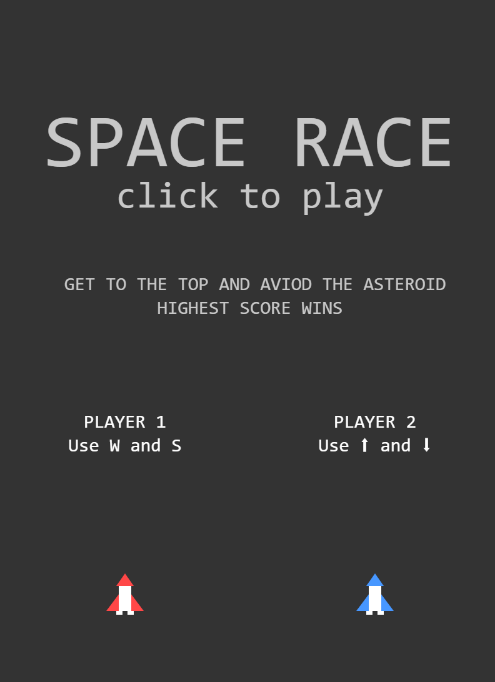 SPACE RACE
click to play
GET TO THE TOP AND AVIOD THE ASTEROID
HIGHEST SCORE WINS
PLAYER 1
Use W and S
PLAYER 2
Use ⬆ and ⬇